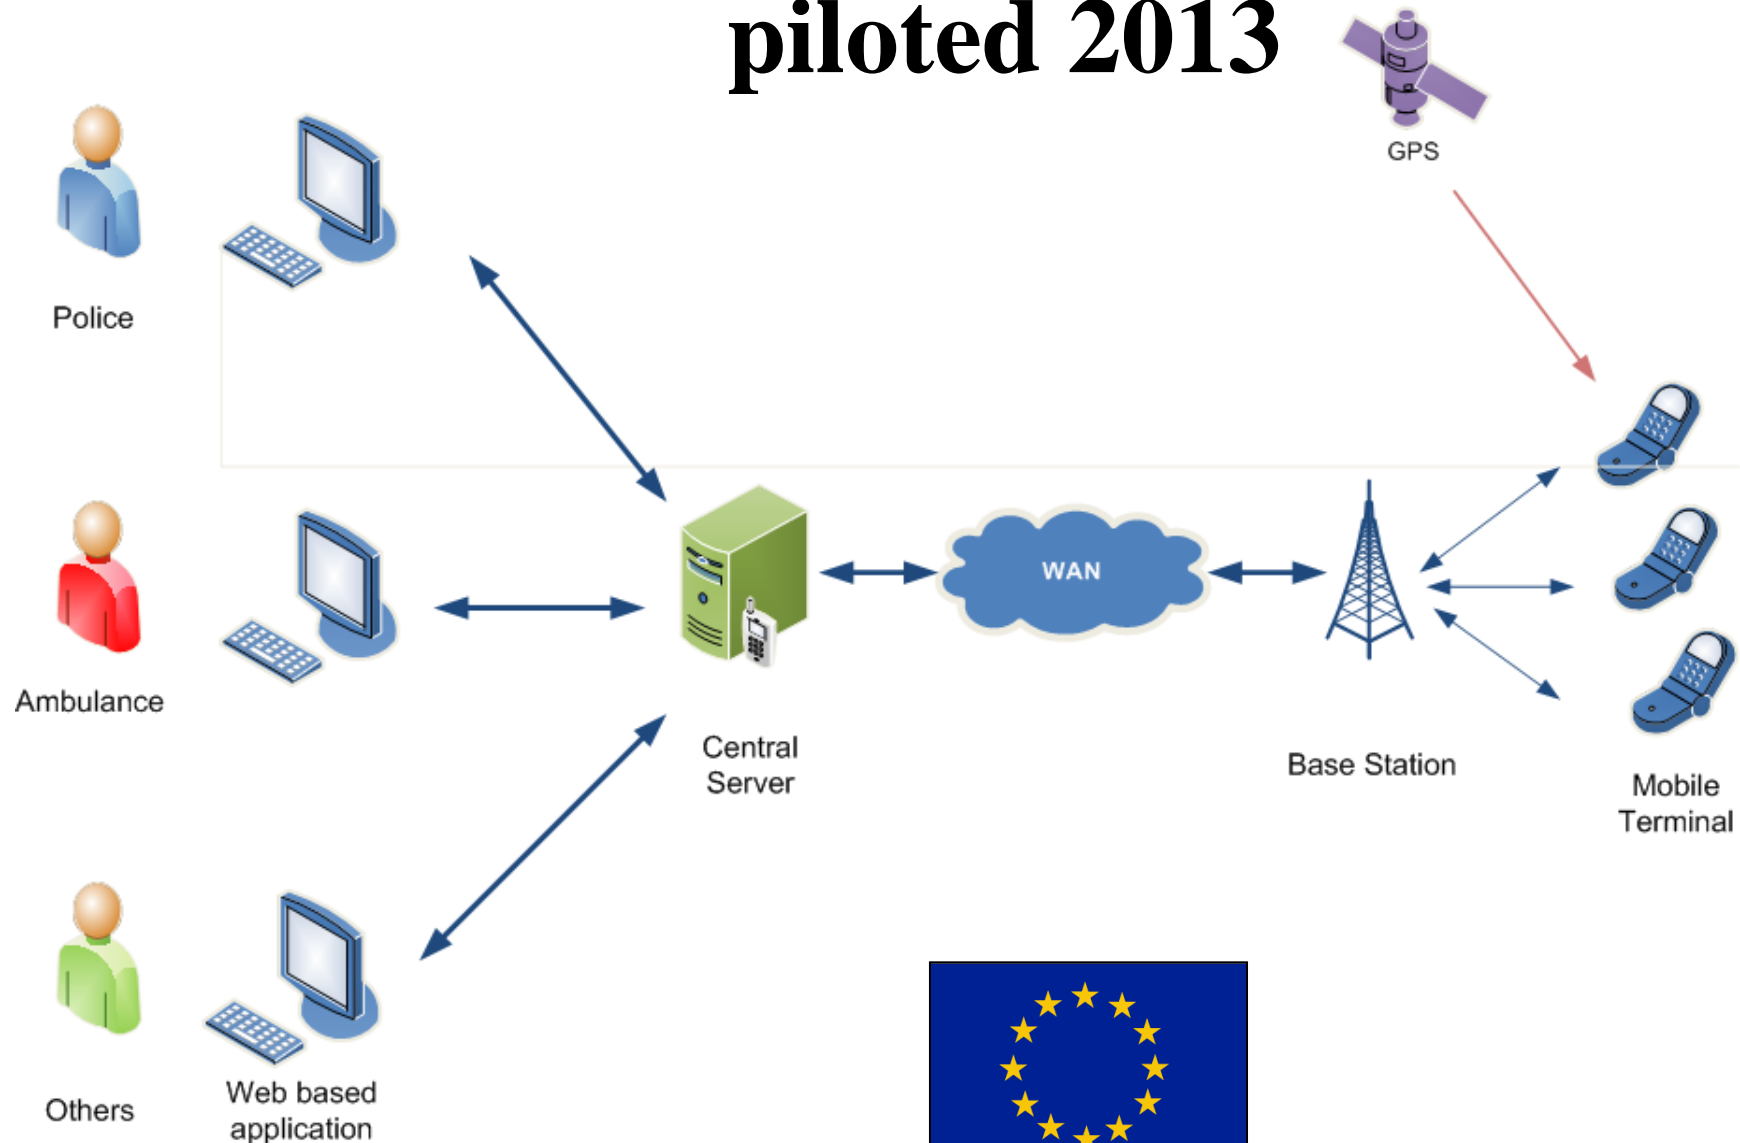 piloted 2013
GPS
Police
WAN
Ambulance
Central
Server
Base Station
Mobile
Terminal
Others
Web based
application